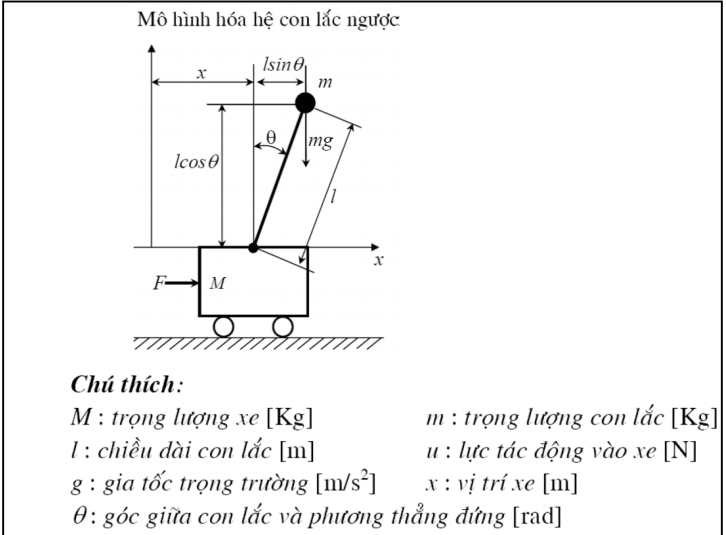 Mô hình hóa hệ con lắc ngược
x
lsinθ
m
θ
mg
lcosθ
l
x
F
M
Chú thích:
M : trọng lượng xe [Kg]
m : trọng lượng con lắc [Kg]
l : chiều dài con lắc [m]
u : lực tác động vào xe [N]
g : gia tốc trọng trường [m/s²]
x : vị trí xe [m]
θ : góc giữa con lắc và phương thẳng đứng [rad]